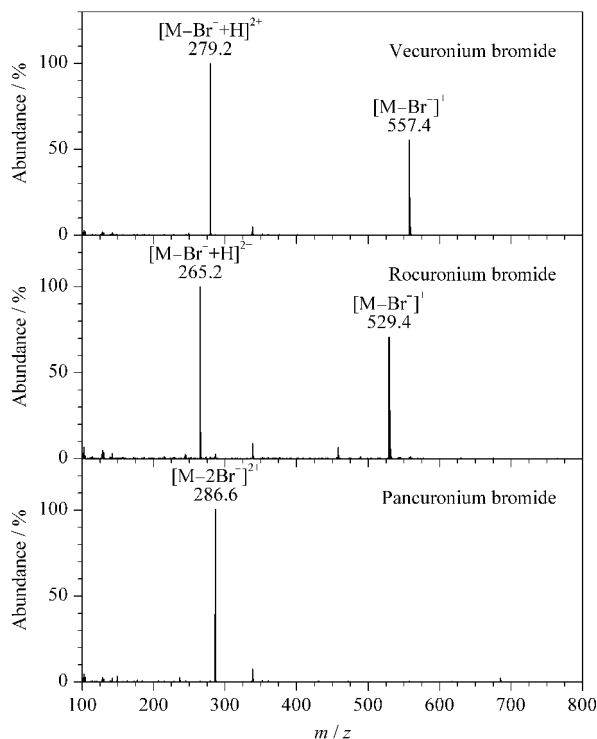 [M−Br⁻+H]²⁺
279.2
Vecuronium bromide
[M−Br⁻]⁺
557.4
Abundance / %
100
50
0
[M−Br⁻+H]²⁻
265.2
Rocuronium bromide
[M−Br⁻]⁺
529.4
Abundance / %
100
50
0
[M−2Br⁻]²⁺
286.6
Pancuronium bromide
Abundance / %
100
50
0
100 200 300 400 500 600 700 800
m / z